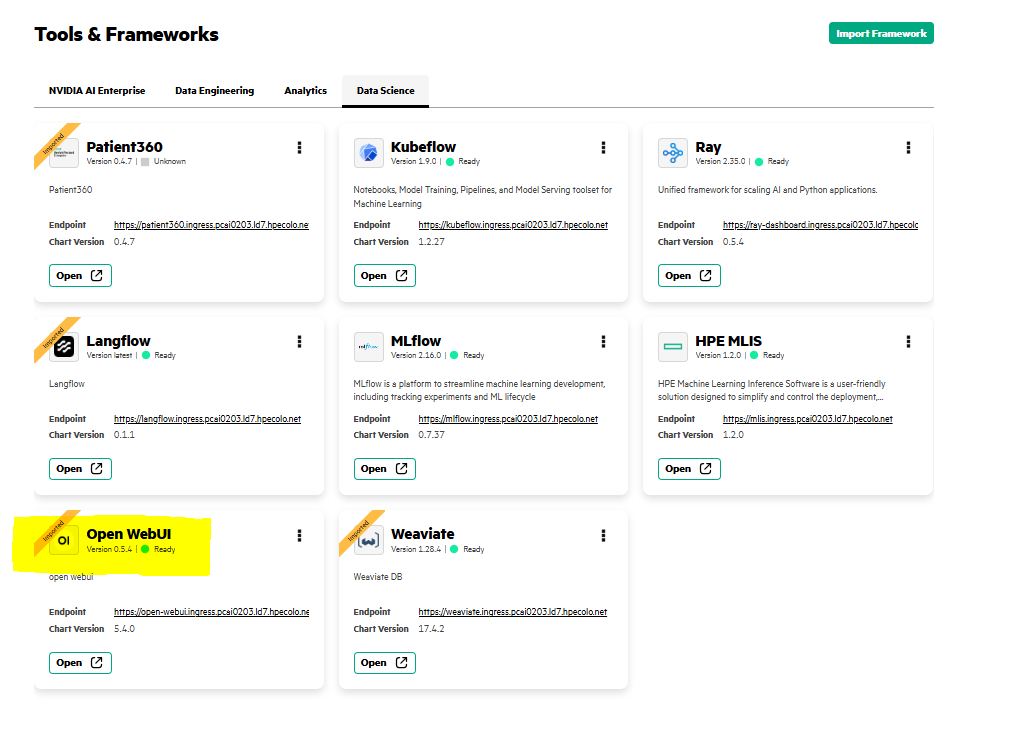 Tools & Frameworks
Import Framework
NVIDIA AI Enterprise Data Engineering Analytics Data Science
Imported
Patient360
Version 0.4.7 | Unknown
Patient360
Endpoint https://patient360.ingress.pcai0203.ld7.hpecolo.ne
Chart Version 0.4.7
Open
Kubeflow
Version 1.9.0 | Ready
Notebooks, Model Training, Pipelines, and Model Serving toolset for
Machine Learning
Endpoint https://kubeflow.ingress.pcai0203.ld7.hpecolo.net
Chart Version 1.2.27
Open
Ray
Version 2.35.0 | Ready
Unified framework for scaling AI and Python applications.
Endpoint https://ray-dashboard.ingress.pcai0203.ld7.hpecolo
Chart Version 0.5.4
Open
Imported
Langflow
Version latest | Ready
Langflow
Endpoint https://langflow.ingress.pcai0203.ld7.hpecolo.net
Chart Version 0.1.1
Open
mlflow
MLflow
Version 2.16.0 | Ready
MLflow is a platform to streamline machine learning development,
including tracking experiments and ML lifecycle
Endpoint https://mlflow.ingress.pcai0203.ld7.hpecolo.net
Chart Version 0.7.37
Open
HPE MLIS
Version 1.2.0 | Ready
HPE Machine Learning Inference Software is a user-friendly
solution designed to simplify and control the deployment,...
Endpoint https://mlis.ingress.pcai0203.ld7.hpecolo.net
Chart Version 1.2.0
Open
Imported
OI
Open WebUI
Version 0.5.4 | Ready
open webui
Endpoint https://open-webui.ingress.pcai0203.ld7.hpecolo.ne
Chart Version 5.4.0
Open
Imported
Weaviate
Version 1.28.4 | Ready
Weaviate DB
Endpoint https://weaviate.ingress.pcai0203.ld7.hpecolo.net
Chart Version 17.4.2
Open